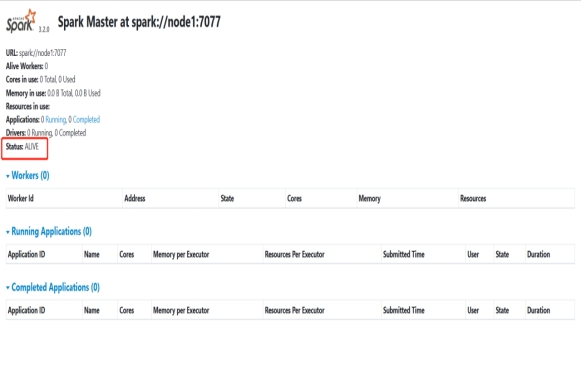 APACHE
Spark 3.2.0 Spark Master at spark://node1:7077
URL: spark://node1:7077
Alive Workers: 0
Cores in use: 0 Total, 0 Used
Memory in use: 0.0 B Total, 0.0 B Used
Resources in use:
Applications: 0 Running, 0 Completed
Drivers: 0 Running, 0 Completed
Status: ALIVE
Workers (0)
Worker Id Address State Cores Memory Resources
Running Applications (0)
Application ID Name Cores Memory per Executor Resources Per Executor Submitted Time User State Duration
Completed Applications (0)
Application ID Name Cores Memory per Executor Resources Per Executor Submitted Time User State Duration